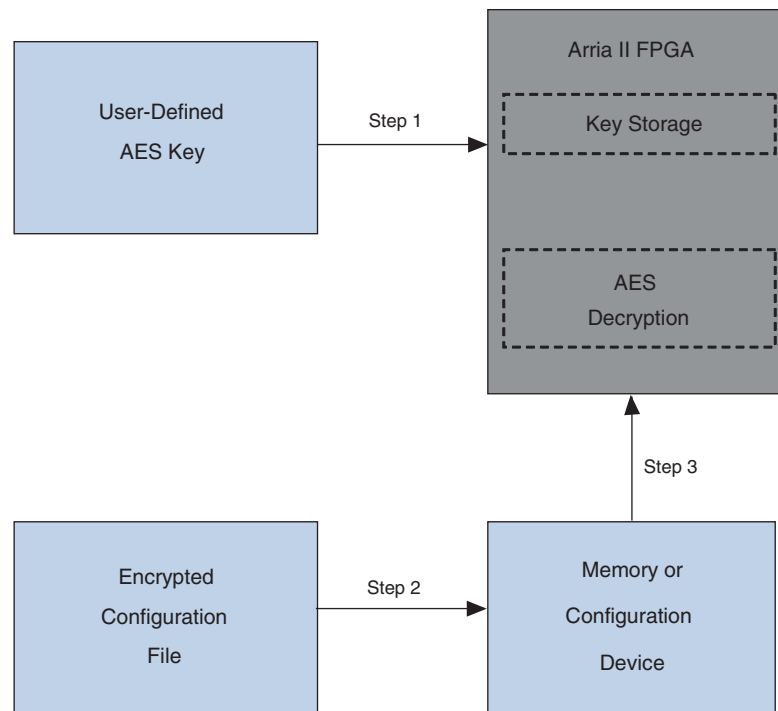 Arria II FPGA
User-Defined
AES Key
Step 1
Key Storage
AES
Decryption
Step 3
Encrypted
Configuration
File
Step 2
Memory or
Configuration
Device